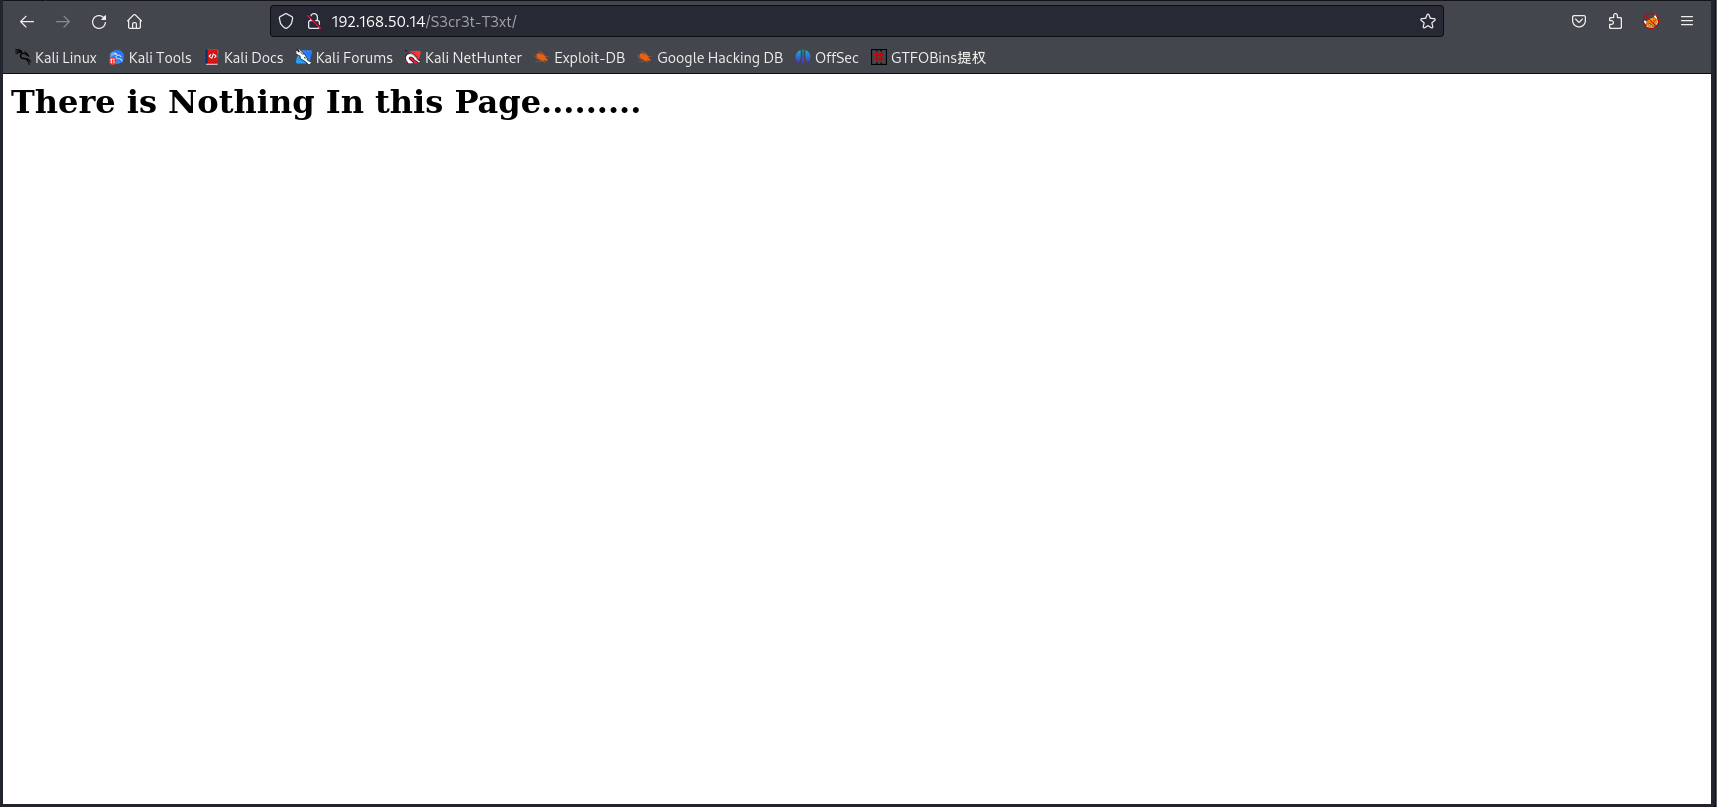 192.168.50.14/S3cr3t-T3xt/
Kali Linux Kali Tools Kali Docs Kali Forums Kali NetHunter Exploit-DB Google Hacking DB OffSec GTFOBins提权
There is Nothing In this Page.........